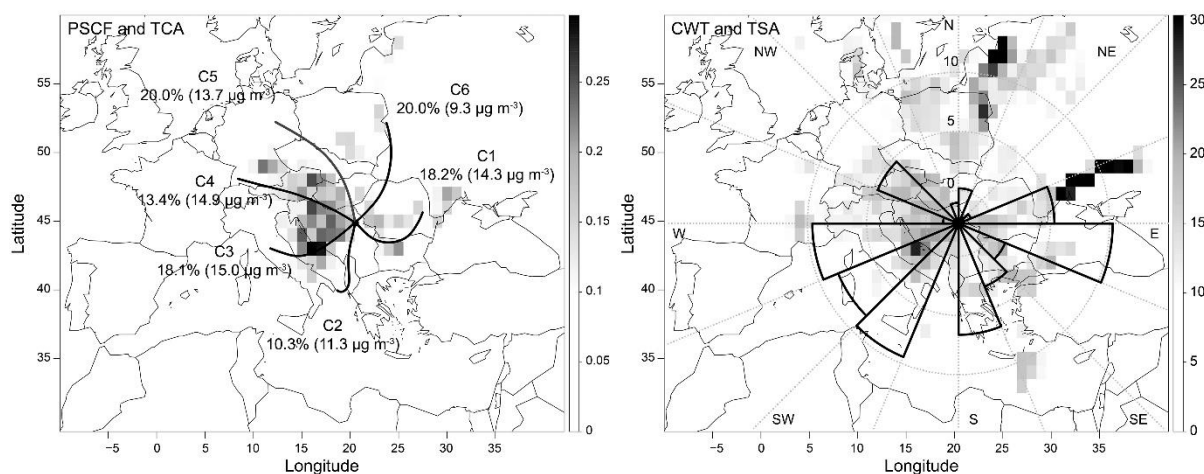 PSCF and TCA
C5
20.0% (13.7 µg m-3)
C6
20.0% (9.3 µg m-3)
C1
18.2% (14.3 µg m-3)
C4
13.4% (14.9 µg m-3)
C3
18.1% (15.0 µg m-3)
C2
10.3% (11.3 µg m-3)
Latitude
55
50
45
40
35
−5 0 5 10 15 20 25 30 35
Longitude
0.25
0.2
0.15
0.1
0.05
0
CWT and TSA
N
NW
NE
10
5
0
W
E
SW
S
SE
Latitude
55
50
45
40
35
−5 0 5 10 15 20 25 30 35
Longitude
30
25
20
15
10
5
0